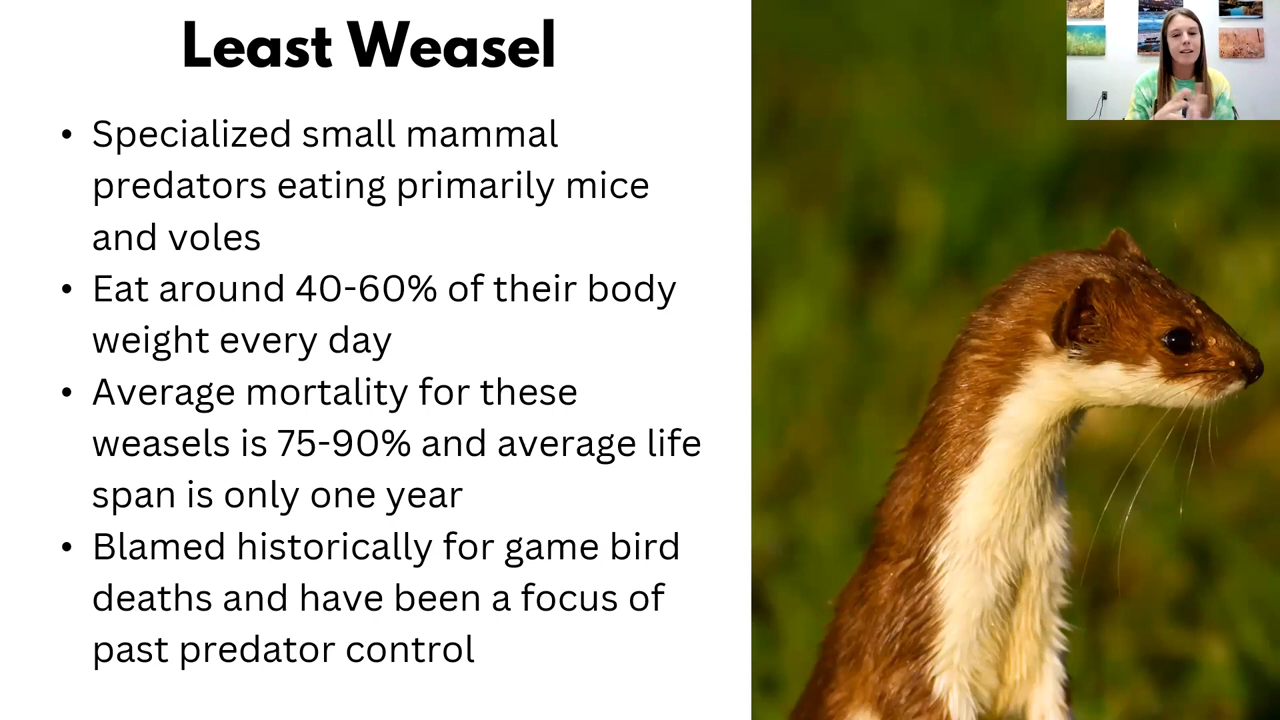 Least Weasel
• Specialized small mammal
predators eating primarily mice
and voles
• Eat around 40-60% of their body
weight every day
• Average mortality for these
weasels is 75-90% and average life
span is only one year
• Blamed historically for game bird
deaths and have been a focus of
past predator control